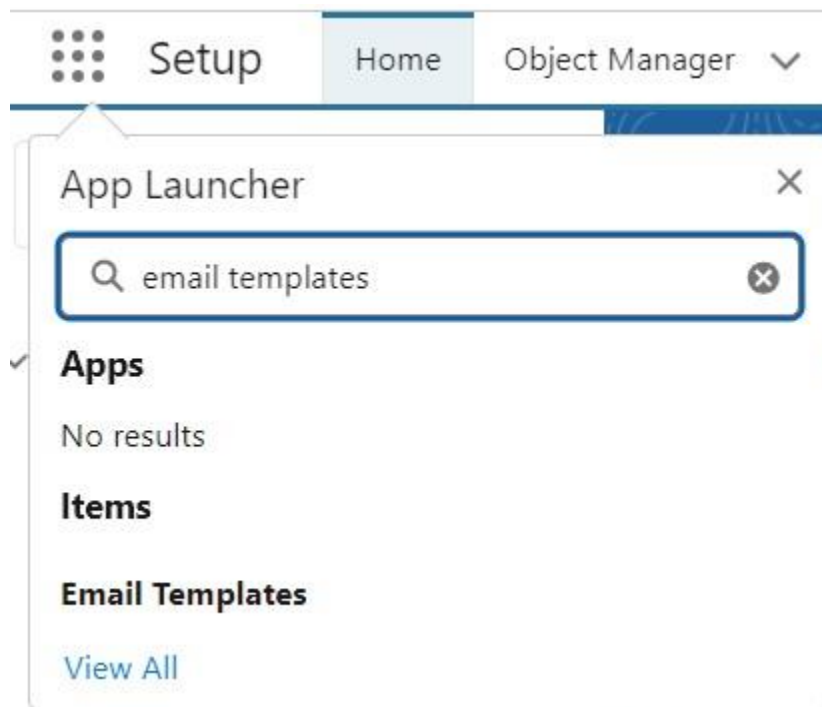 Setup Home Object Manager
App Launcher
email templates
Apps
No results
Items
Email Templates
View All